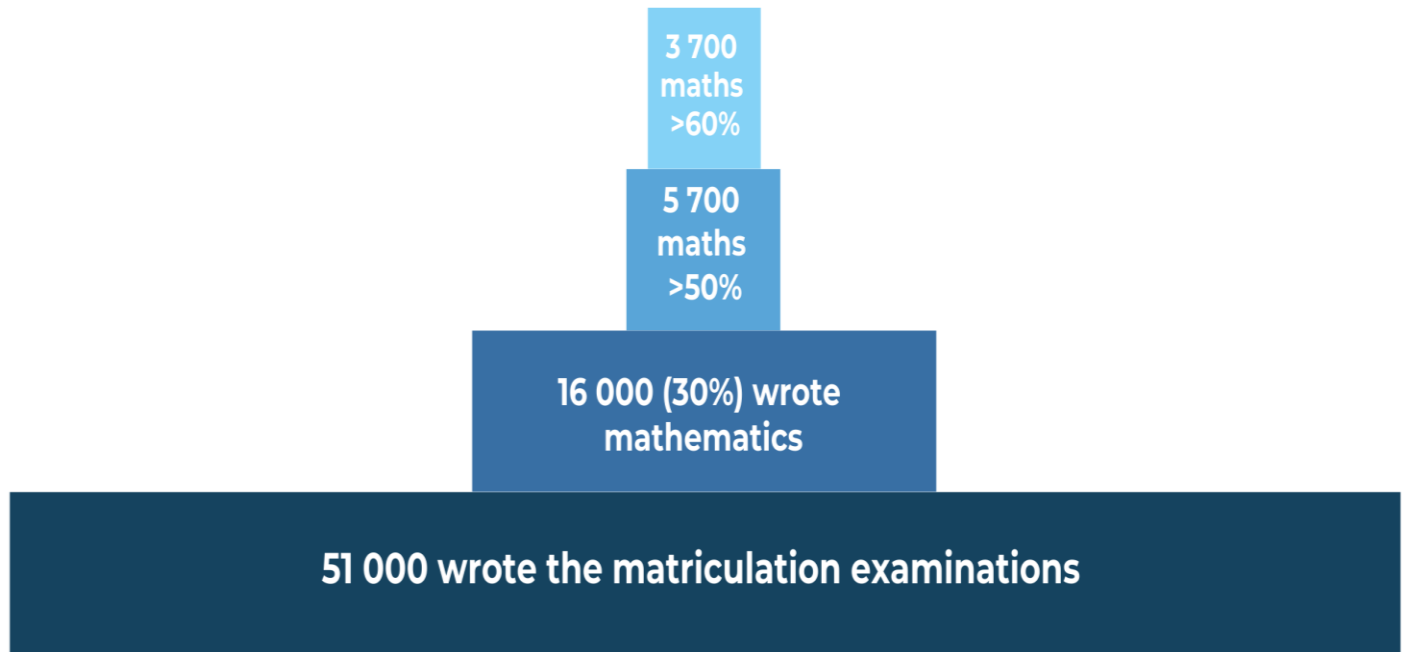 3 700
maths
>60%
5 700
maths
>50%
16 000 (30%) wrote
mathematics
51 000 wrote the matriculation examinations